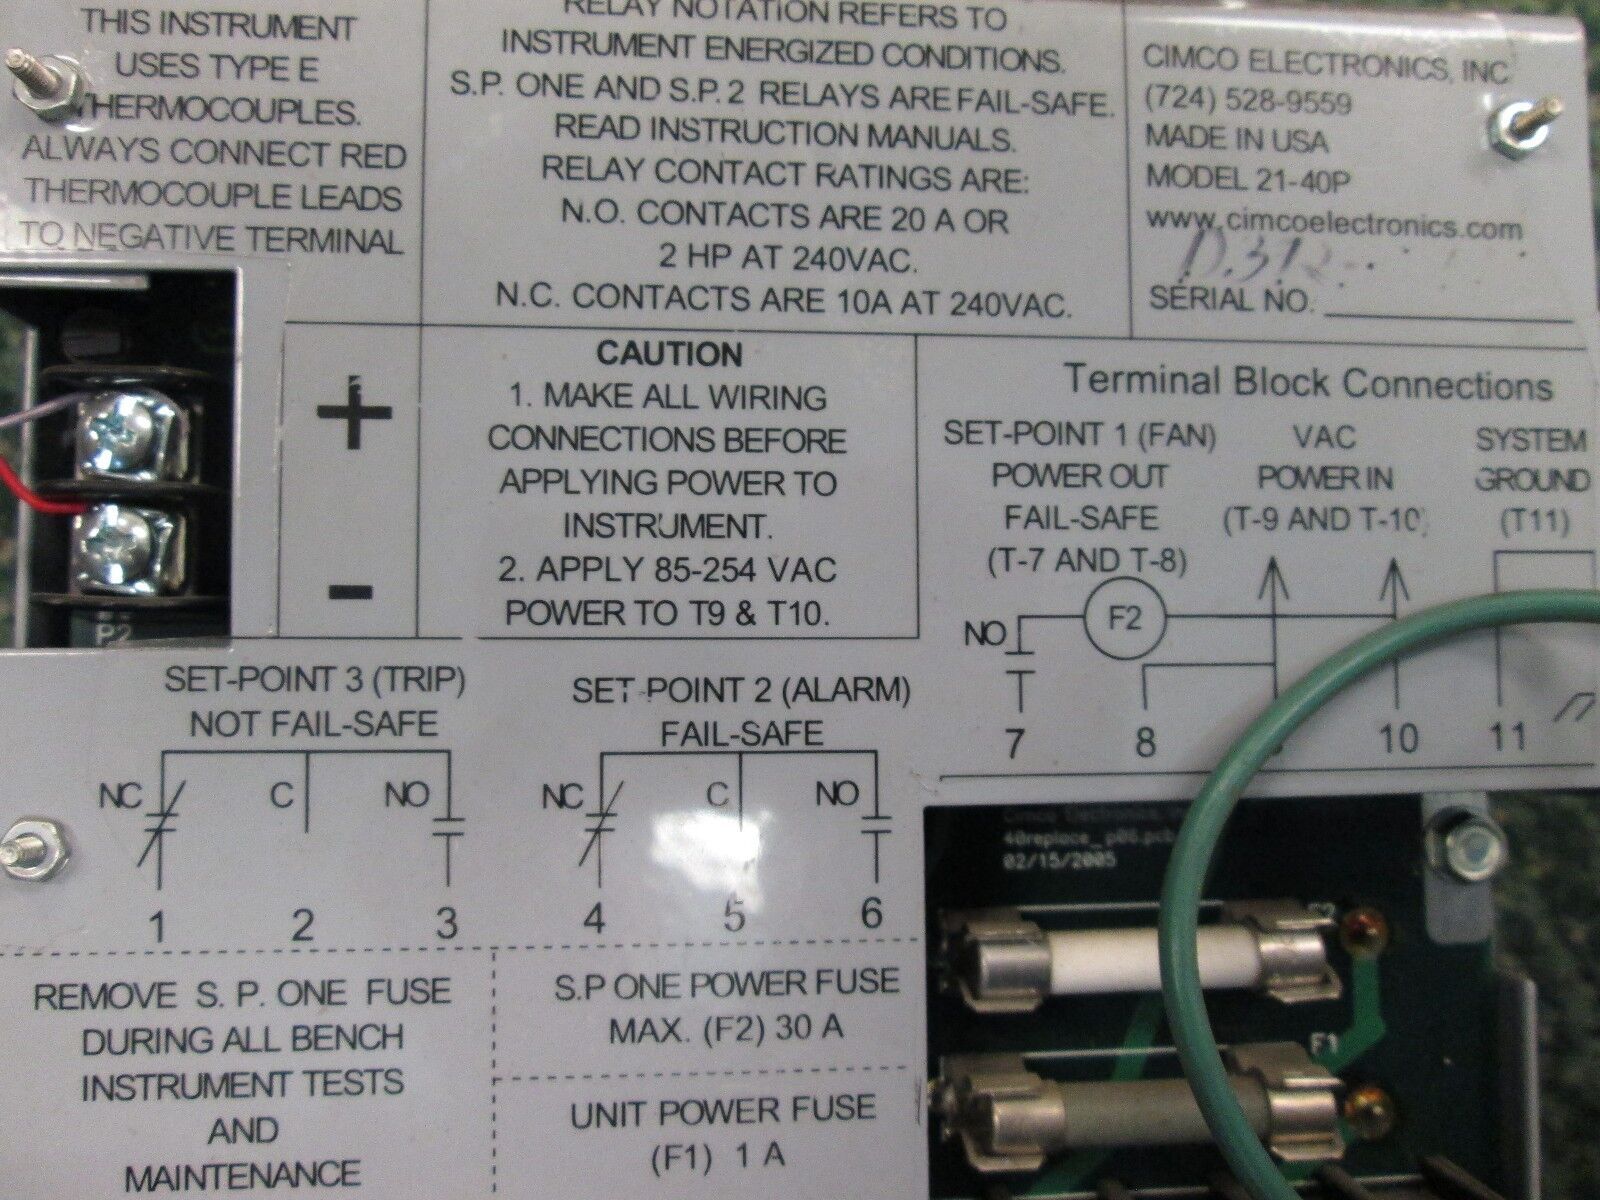 THIS INSTRUMENT
USES TYPE E
THERMOCOUPLES.
ALWAYS CONNECT RED
THERMOCOUPLE LEADS
TO NEGATIVE TERMINAL
RELAY NOTATION REFERS TO
INSTRUMENT ENERGIZED CONDITIONS.
S.P. ONE AND S.P. 2 RELAYS ARE FAIL-SAFE.
READ INSTRUCTION MANUALS.
RELAY CONTACT RATINGS ARE:
N.O. CONTACTS ARE 20 A OR
2 HP AT 240VAC.
N.C. CONTACTS ARE 10A AT 240VAC.
CIMCO ELECTRONICS, INC
(724) 528-9559
MADE IN USA
MODEL 21-40P
www.cimcoelectronics.com
SERIAL NO.
+
-
CAUTION
1. MAKE ALL WIRING
CONNECTIONS BEFORE
APPLYING POWER TO
INSTRUMENT.
2. APPLY 85-254 VAC
POWER TO T9 & T10.
Terminal Block Connections
SET-POINT 1 (FAN)
POWER OUT
FAIL-SAFE
(T-7 AND T-8)
VAC
POWER IN
(T-9 AND T-10)
SYSTEM
GROUND
(T11)
NO
F2
7 8 10 11
SET-POINT 3 (TRIP)
NOT FAIL-SAFE
NC C NO
1 2 3
SET-POINT 2 (ALARM)
FAIL-SAFE
NC C NO
4 5 6
REMOVE S. P. ONE FUSE
DURING ALL BENCH
INSTRUMENT TESTS
AND
MAINTENANCE
S.P ONE POWER FUSE
MAX. (F2) 30 A
UNIT POWER FUSE
(F1) 1 A
Cimco Electronics,
40replace_p06.pcb
02/15/2005
F2
F1